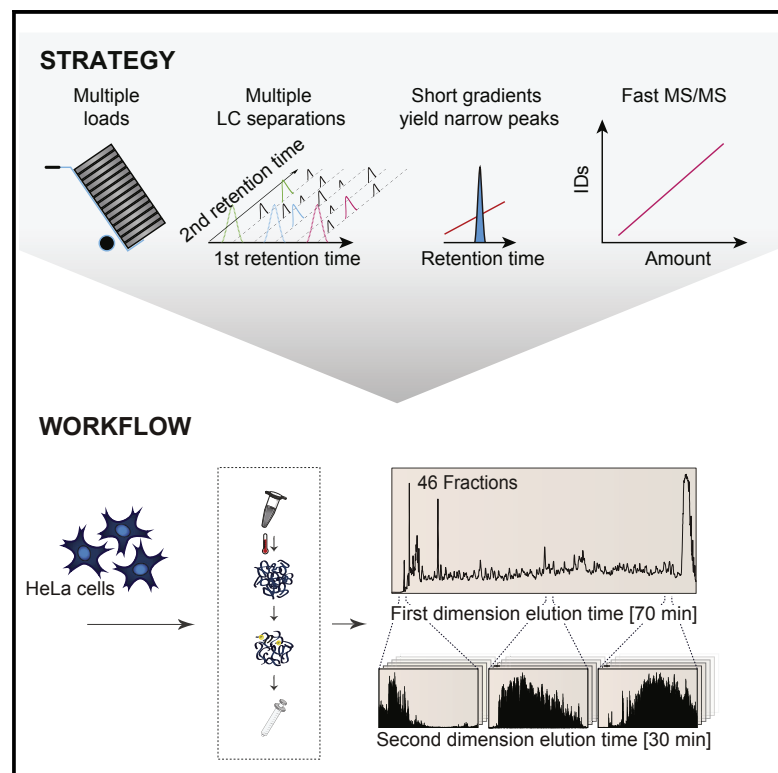 STRATEGY
Multiple
loads
Multiple
LC separations
Short gradients
yield narrow peaks
Fast MS/MS
2nd retention time
1st retention time
Retention time
IDs
Amount
WORKFLOW
HeLa cells
46 Fractions
First dimension elution time [70 min]
Second dimension elution time [30 min]